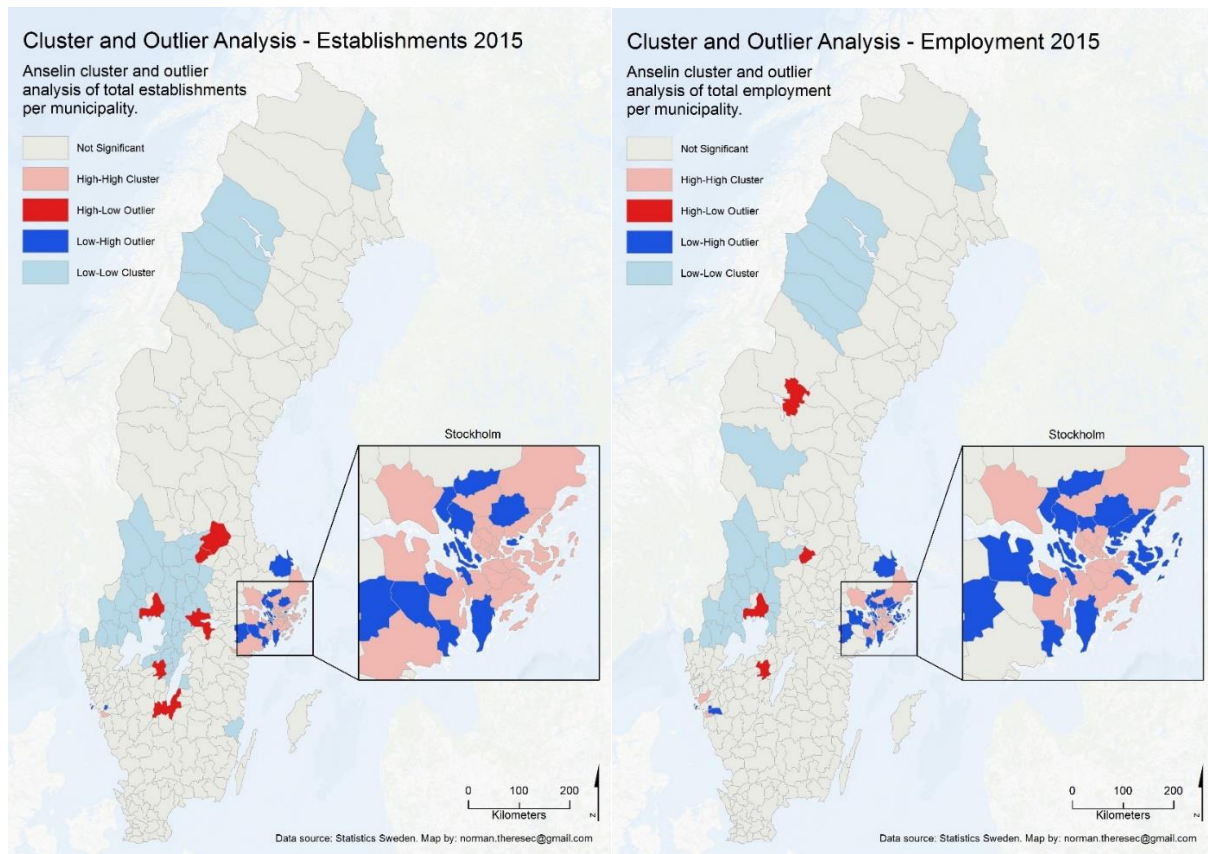 Cluster and Outlier Analysis - Establishments 2015
Anselin cluster and outlier
analysis of total establishments
per municipality.
Not Significant
High-High Cluster
High-Low Outlier
Low-High Outlier
Low-Low Cluster
Stockholm
0 100 200
Kilometers
N
Data source: Statistics Sweden. Map by: norman.theresec@gmail.com
Cluster and Outlier Analysis - Employment 2015
Anselin cluster and outlier
analysis of total employment
per municipality.
Not Significant
High-High Cluster
High-Low Outlier
Low-High Outlier
Low-Low Cluster
Stockholm
0 100 200
Kilometers
N
Data source: Statistics Sweden. Map by: norman.theresec@gmail.com